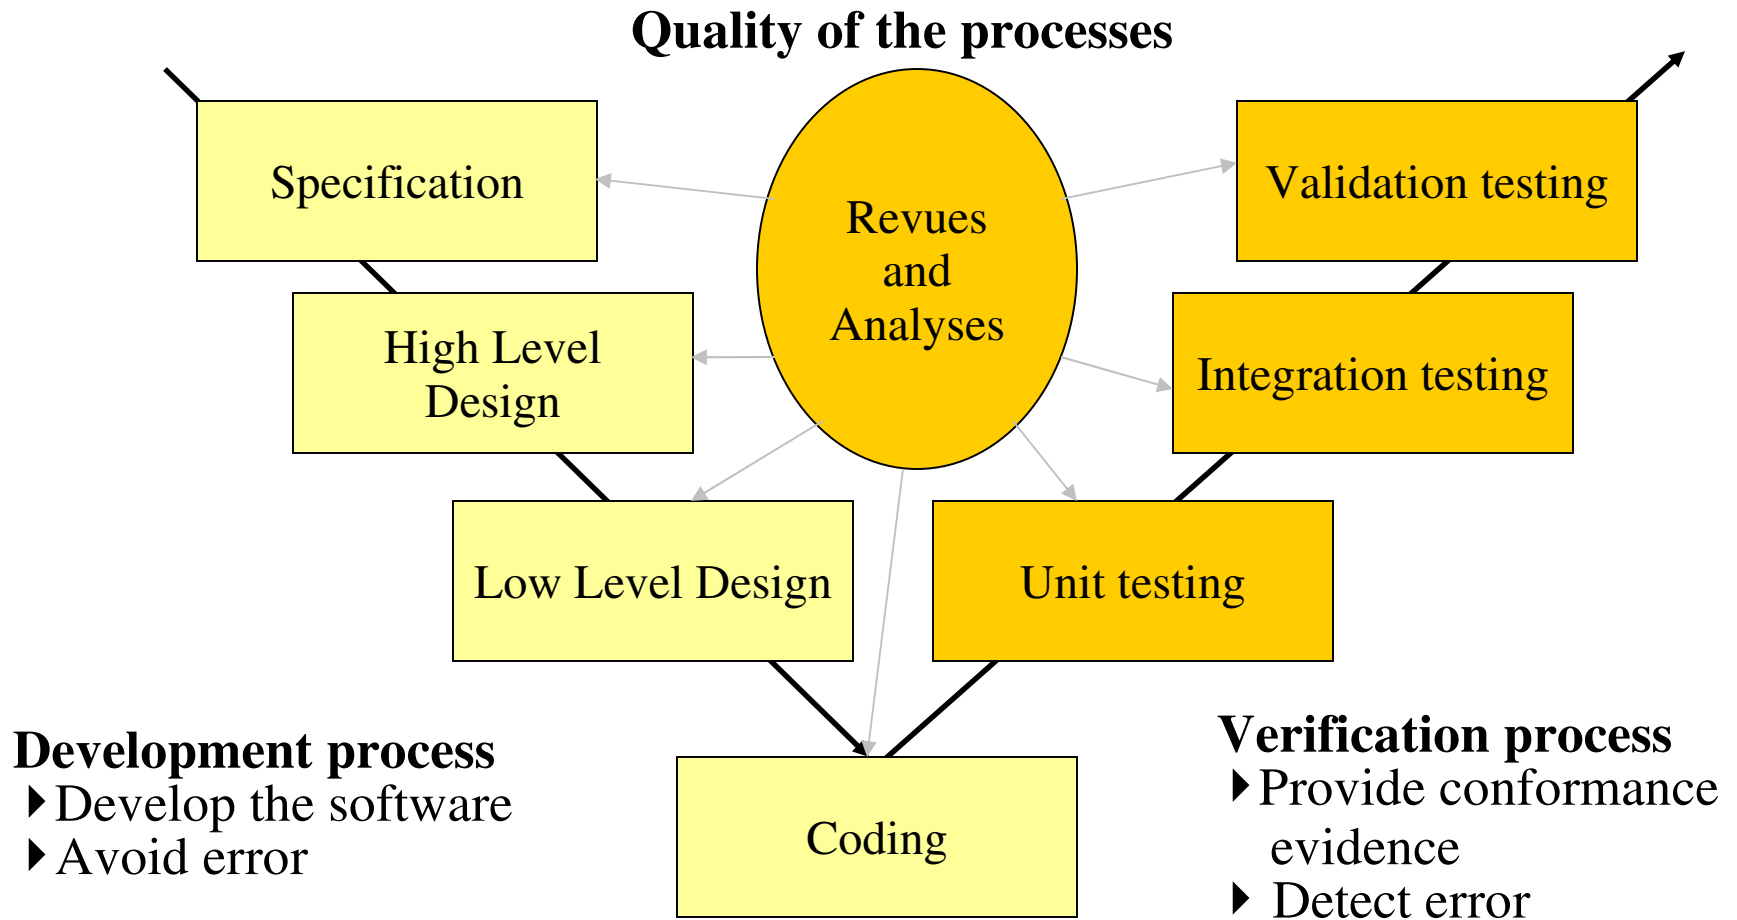 Quality of the processes
Specification
Revues
and
Analyses
Validation testing
High Level
Design
Integration testing
Low Level Design
Unit testing
Coding
Development process
Develop the software
Avoid error
Verification process
Provide conformance
evidence
Detect error